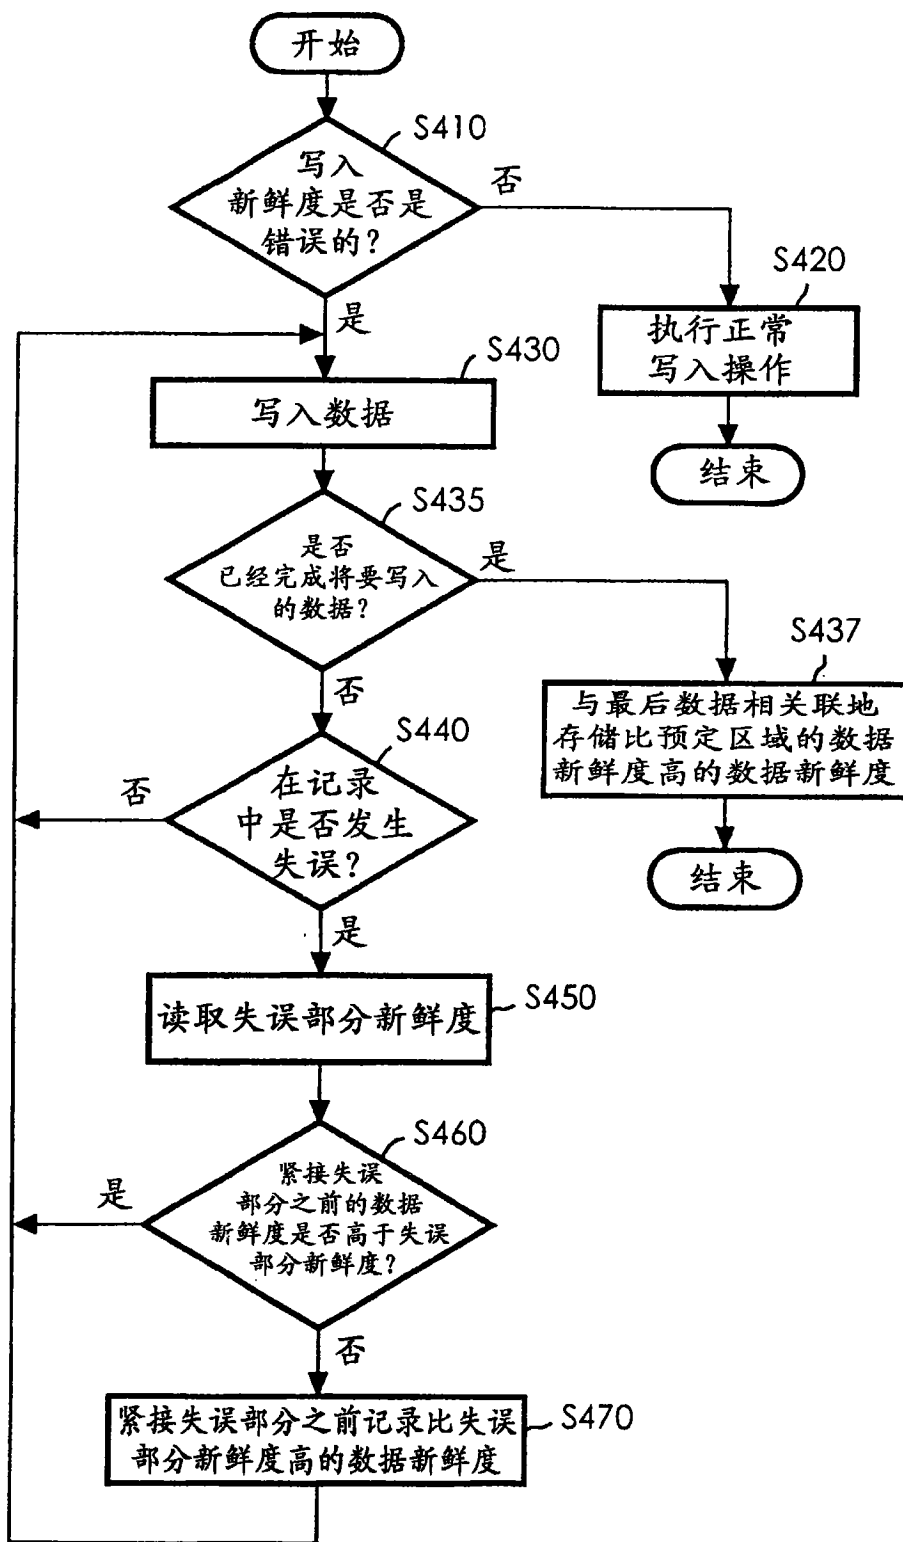 开始
S410
写入
新鲜度是否是
错误的?
否
是
S420
执行正常
写入操作
结束
S430
写入数据
S435
是否
已经完成将要写入
的数据?
是
否
S437
与最后数据相关联地
存储比预定区域的数据
新鲜度高的数据新鲜度
结束
S440
在记录
中是否发生
失误?
否
是
S450
读取失误部分新鲜度
S460
紧接失误
部分之前的数据
新鲜度是否高于失误
部分新鲜度?
是
否
S470
紧接失误部分之前记录比失误
部分新鲜度高的数据新鲜度